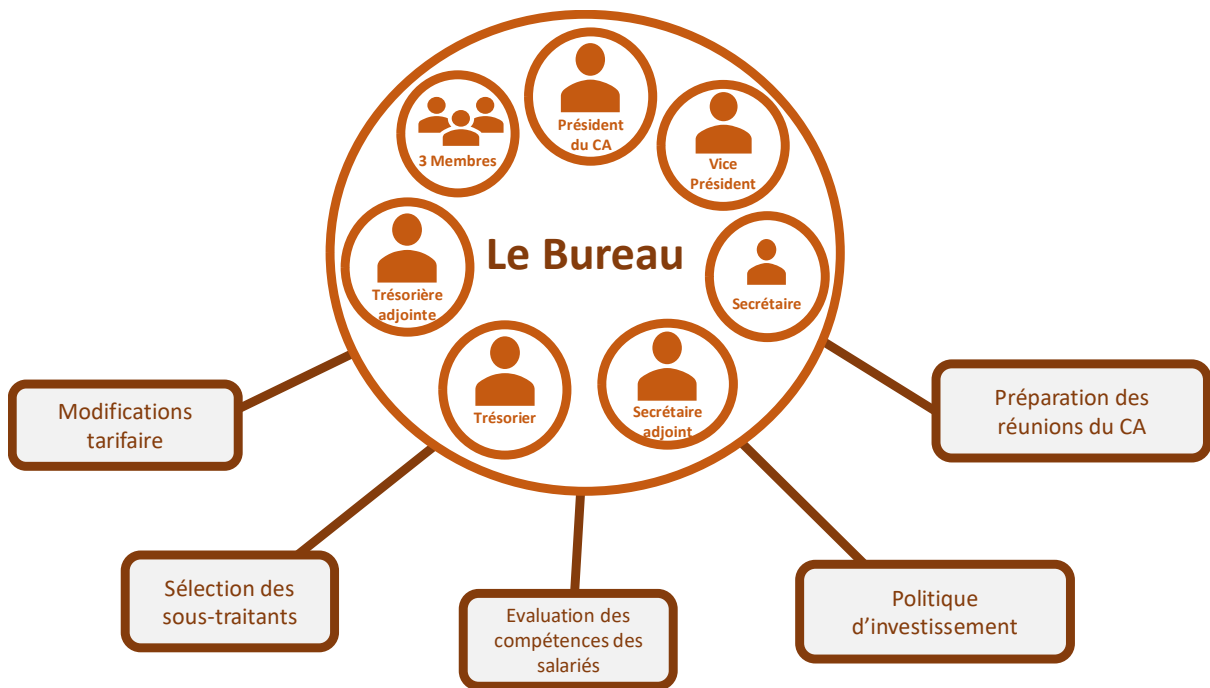 Président
du CA
3 Membres
Vice
Président
Le Bureau
Trésorière
adjointe
Secrétaire
Trésorier
Secrétaire
adjoint
Modifications
tarifaire
Préparation des
réunions du CA
Sélection des
sous-traitants
Evaluation des
compétences des
salariés
Politique
d’investissement